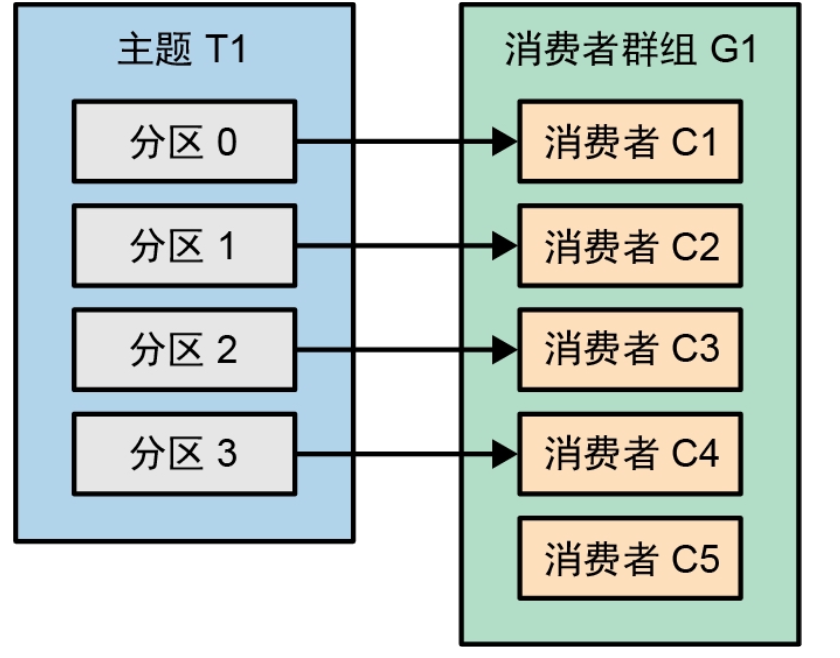 主题 T1
分区 0
分区 1
分区 2
分区 3
消费者群组 G1
消费者 C1
消费者 C2
消费者 C3
消费者 C4
消费者 C5